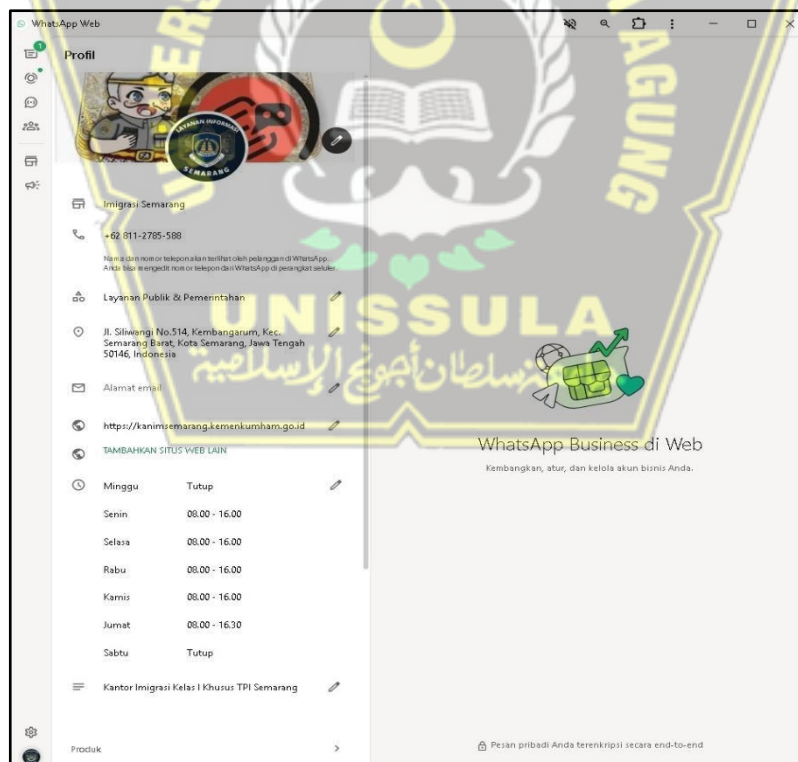 WhatsApp Web
1
Profil
LAYANAN INFORMASI
SEMARANG
Imigrasi Semarang
+62 811-2785-
588
Nama dan nomor telepon akan terlihat oleh pelanggan di WhatsApp.
Anda bisa mengedit nomor telepon dari WhatsApp di perangkat seluler.
Layanan Publik & Pemerintahan
Jl. Siliwangi No.514, Kembangarum, Kec.
Semarang Barat, Kota Semarang, Jawa Tengah
50146, Indonesia
Alamat email
https://kanimsemarang.kemenkumham.go.id
TAMBAHKAN SITUS WEB LAIN
Minggu Tutup
Senin 08.00 - 16.00
Selasa 08.00 - 16.00
Rabu 08.00 - 16.00
Kamis 08.00 - 16.00
Jumat 08.00 - 16.30
Sabtu Tutup
Kantor Imigrasi Kelas I Khusus TPI Semarang
Produk
WhatsApp Business di Web
Kembangkan, atur, dan kelola akun bisnis Anda.
Pesan pribadi Anda terenkripsi secara end-to-end
AGUNG
UNISSULA